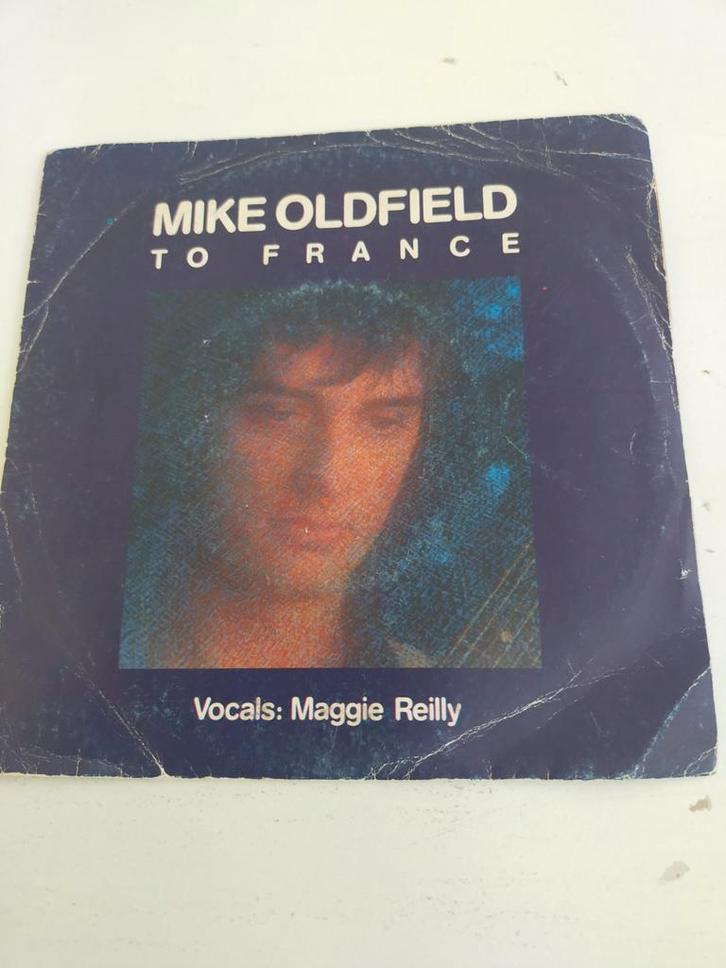 MIKE OLDFIELD
TO FRANCE
Vocals: Maggie Reilly